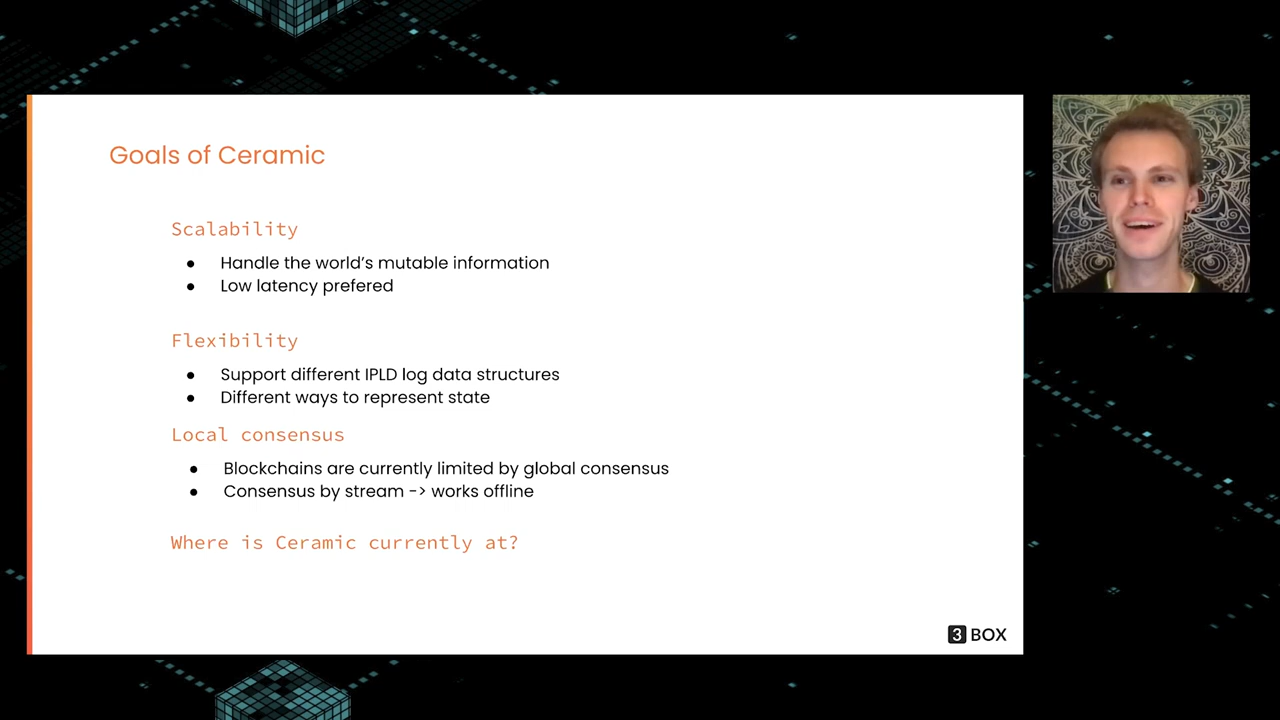 Goals of Ceramic
Scalability
● Handle the world's mutable information
● Low latency prefered
Flexibility
● Support different IPLD log data structures
● Different ways to represent state
Local consensus
● Blockchains are currently limited by global consensus
● Consensus by stream -> works offline
Where is Ceramic currently at?
3 BOX